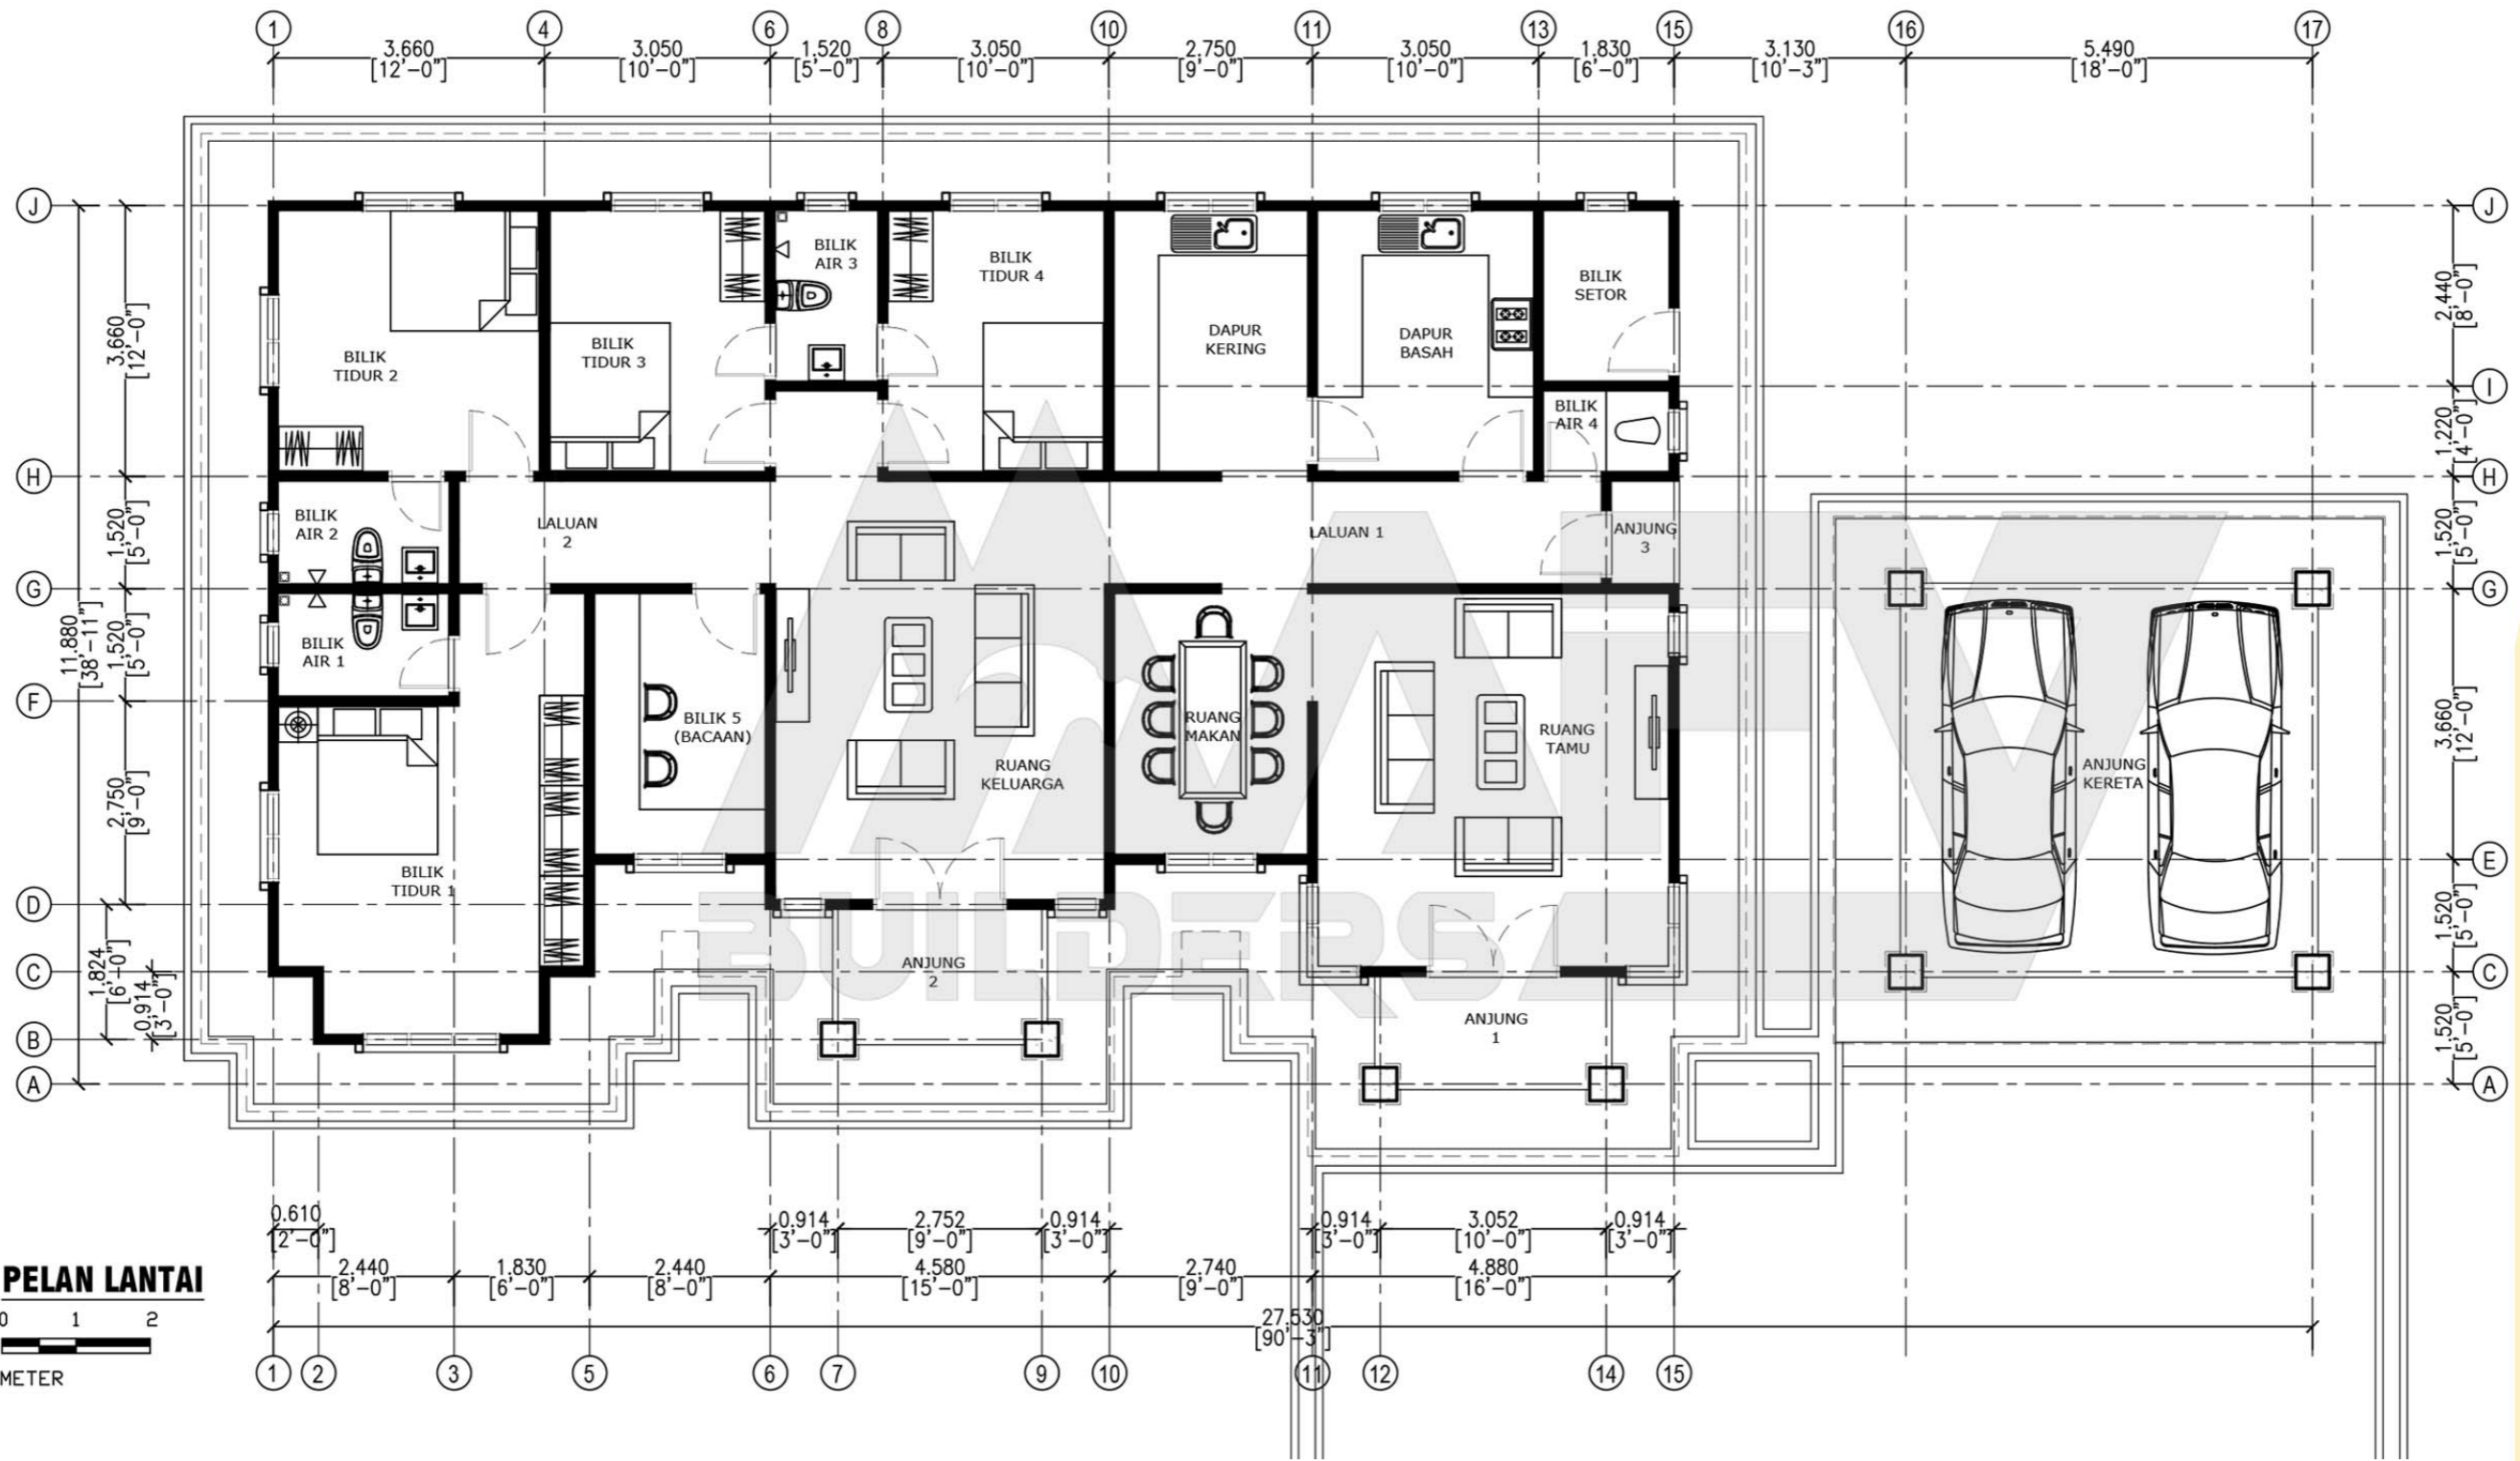 1 4 6 8 10 11 13 15 16 17
3.660 3.050 1.520 3.050 2.750 3.050 1.830 3.130 5.490
[12'-0"] [10'-0"] [5'-0"] [10'-0"] [9'-0"] [10'-0"] [6'-0"] [10'-3"] [18'-0"]
J J
BILIK
AIR 3
BILIK
TIDUR 4
BILIK
SETOR
2.440
[8'-0"]
3.660
[12'-0"]
BILIK
TIDUR 2
BILIK
TIDUR 3
DAPUR
KERING
DAPUR
BASAH
I
BILIK
AIR 4
1.220
[4'-0"]
H H
BILIK
AIR 2
LALUAN
2
LALUAN 1
ANJUNG
3
1.520
[5'-0"]
1.520
[5'-0"]
G G
11.880
[38'-11"]
1.520
[5'-0"]
BILIK
AIR 1
F
BILIK 5
(BACAAN)
RUANG
MAKAN
RUANG
TAMU
3.660
[12'-0"]
RUANG
KELUARGA
ANJUNG
KERETA
2.750
[9'-0"]
BILIK
TIDUR 1
E
D
BUILDERS
1.824
[6'-0"]
ANJUNG
2
1.520
[5'-0"]
C C
0.914
[3'-0"]
ANJUNG
1
1.520
[5'-0"]
B
A A
0.610
[2'-0"]
0.914 2.752 0.914 0.914 3.052 0.914
[3'-0"] [9'-0"] [3'-0"] [3'-0"] [10'-0"] [3'-0"]
2.440 1.830 2.440 4.580 2.740 4.880
[8'-0"] [6'-0"] [8'-0"] [15'-0"] [9'-0"] [16'-0"]
27.530
[90'-3"]
PELAN LANTAI
0 1 2
METER
1 2 3 5 6 7 9 10 11 12 14 15